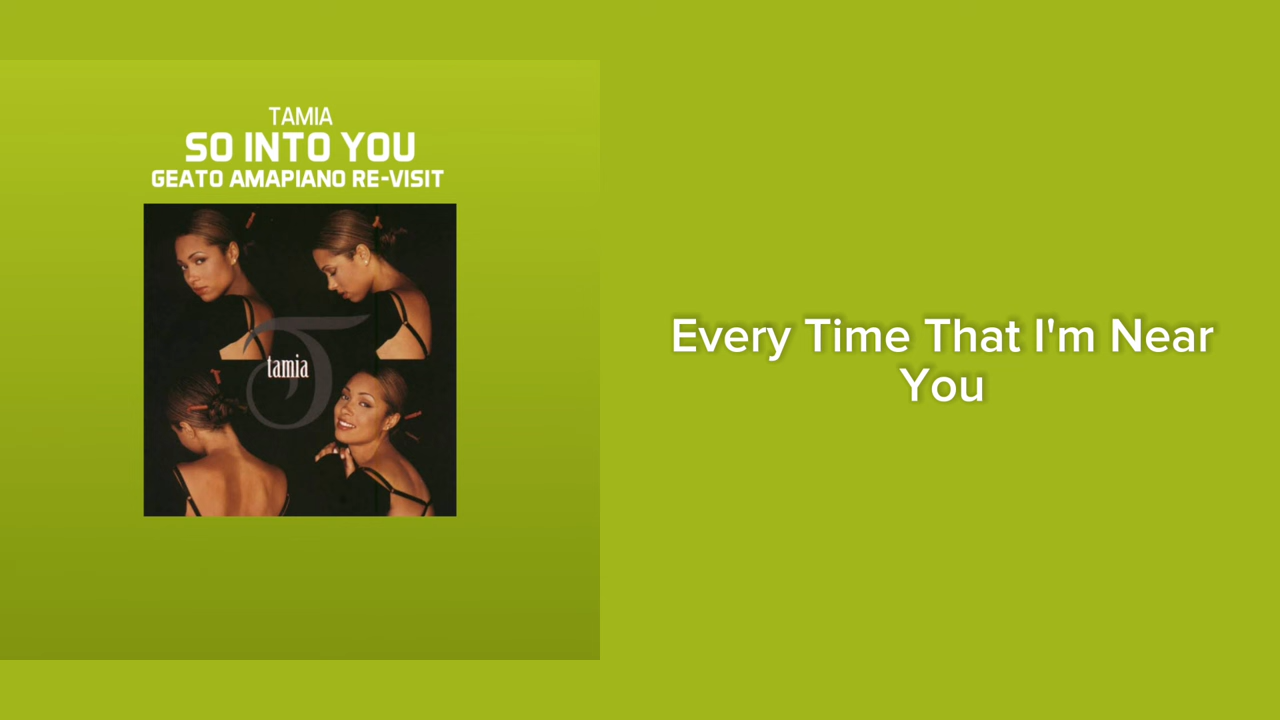 TAMIA
SO INTO YOU
GEATO AMAPIANO RE-VISIT
tamia
Every Time That I'm Near
You